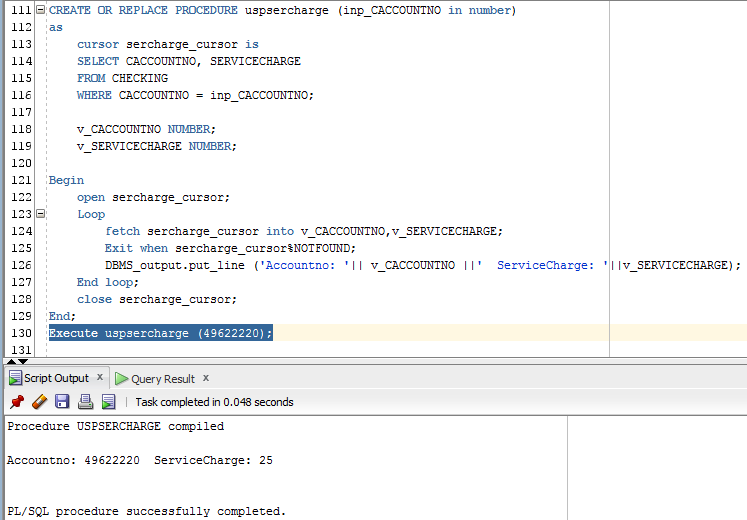 111 CREATE OR REPLACE PROCEDURE uspsercharge (inp_CACCOUNTNO in number)
112 as
113     cursor sercharge_cursor is
114     SELECT CACCOUNTNO, SERVICECHARGE
115     FROM CHECKING
116     WHERE CACCOUNTNO = inp_CACCOUNTNO;
117
118     v_CACCOUNTNO NUMBER;
119     v_SERVICECHARGE NUMBER;
120
121 Begin
122     open sercharge_cursor;
123     Loop
124         fetch sercharge_cursor into v_CACCOUNTNO,v_SERVICECHARGE;
125         Exit when sercharge_cursor%NOTFOUND;
126         DBMS_output.put_line ('Accountno: '|| v_CACCOUNTNO ||'  ServiceCharge: '||v_SERVICECHARGE);
127     End loop;
128     close sercharge_cursor;
129 End;
130 Execute uspsercharge (49622220);
131
Script Output x Query Result x
Task completed in 0.048 seconds
Procedure USPSERCHARGE compiled
Accountno: 49622220  ServiceCharge: 25
PL/SQL procedure successfully completed.